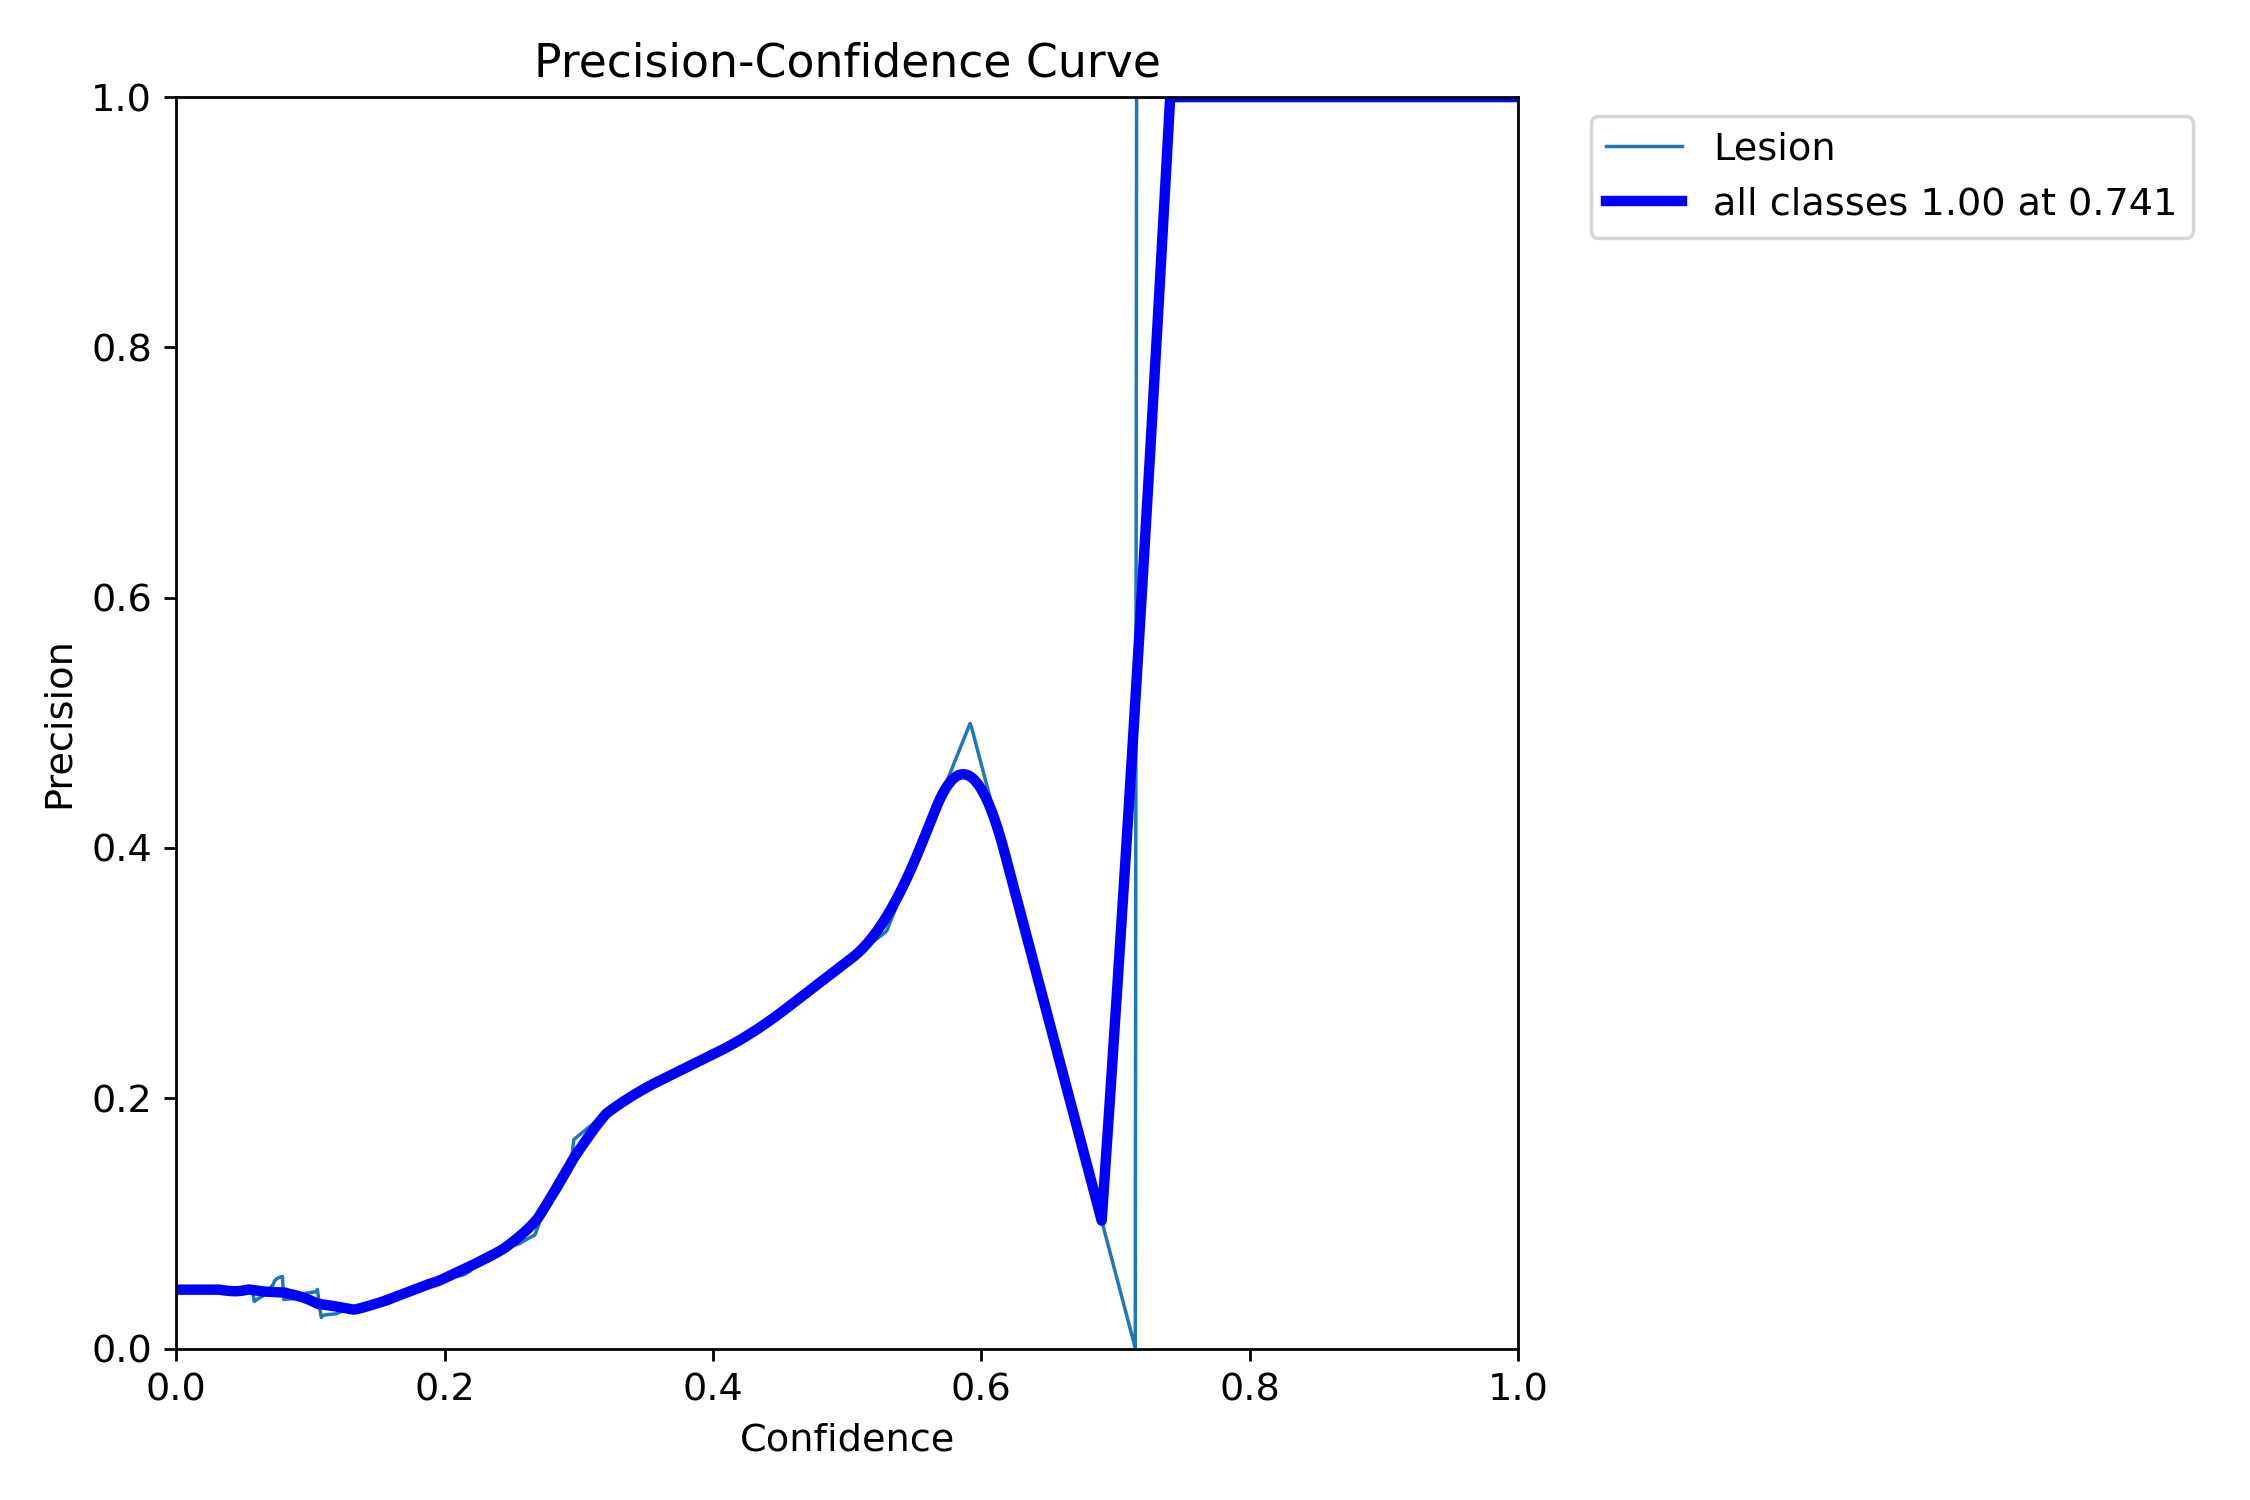 Precision-Confidence Curve
1.0
0.8
0.6
0.4
0.2
0.0
Precision
0.0 0.2 0.4 0.6 0.8 1.0
Confidence
Lesion
all classes 1.00 at 0.741